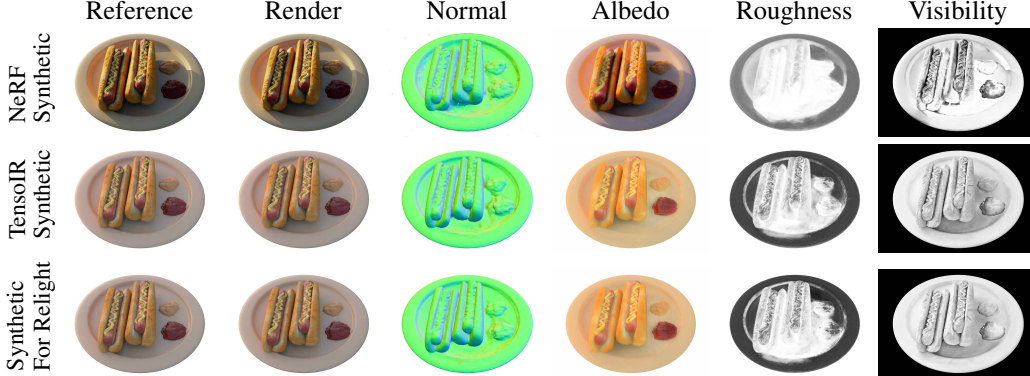 Reference Render Normal Albedo Roughness Visibility
NeRF
Synthetic
TensoIR
Synthetic
Synthetic
For Relight